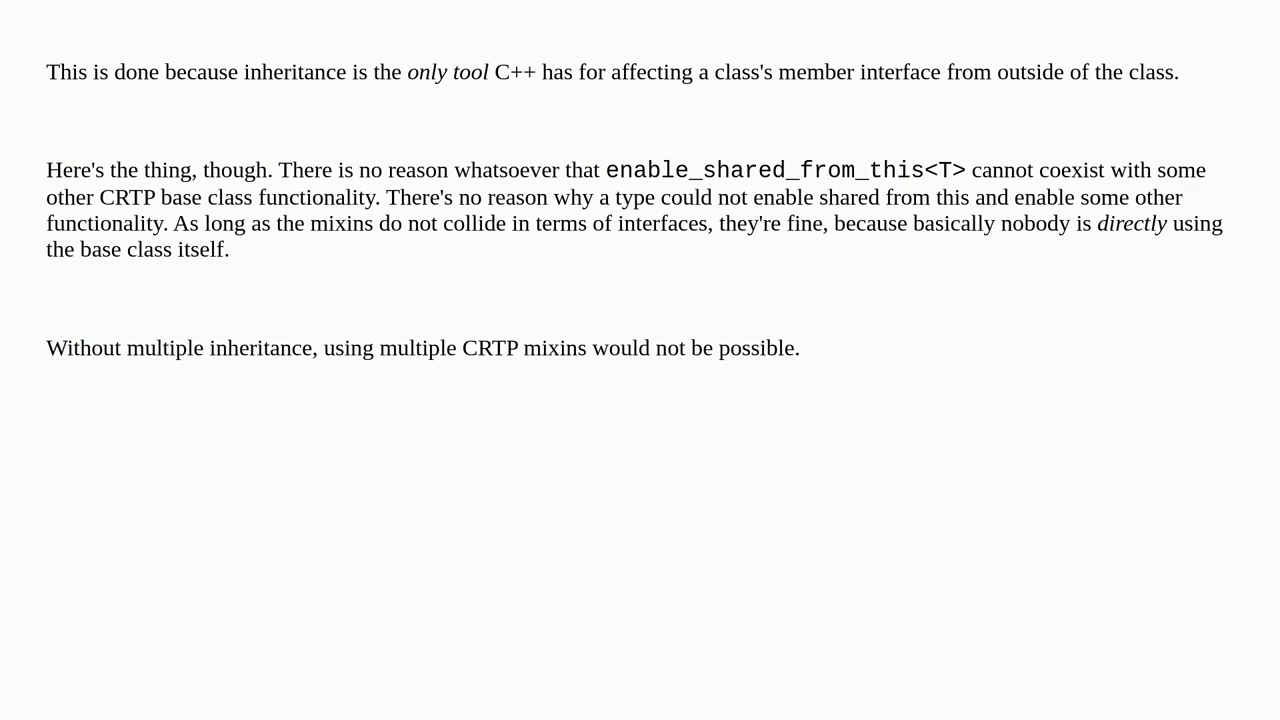 This is done because inheritance is the only tool C++ has for affecting a class's member interface from outside of the class.
Here's the thing, though. There is no reason whatsoever that enable_shared_from_this<T> cannot coexist with some
other CRTP base class functionality. There's no reason why a type could not enable shared from this and enable some other
functionality. As long as the mixins do not collide in terms of interfaces, they're fine, because basically nobody is directly using
the base class itself.
Without multiple inheritance, using multiple CRTP mixins would not be possible.